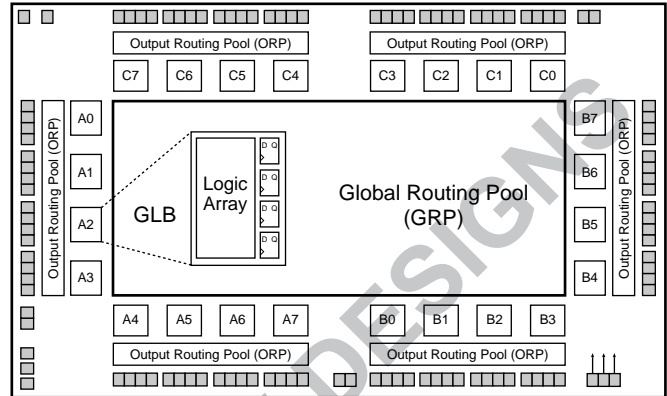 Output Routing Pool (ORP) Output Routing Pool (ORP)
C7 C6 C5 C4 C3 C2 C1 C0
Output Routing Pool (ORP)
A0
A1
A2
A3
GLB
Logic
Array
D Q
D Q
D Q
D Q
Global Routing Pool
(GRP)
B7
B6
B5
B4
Output Routing Pool (ORP)
A4 A5 A6 A7 B0 B1 B2 B3
Output Routing Pool (ORP) Output Routing Pool (ORP)
DESIGNS